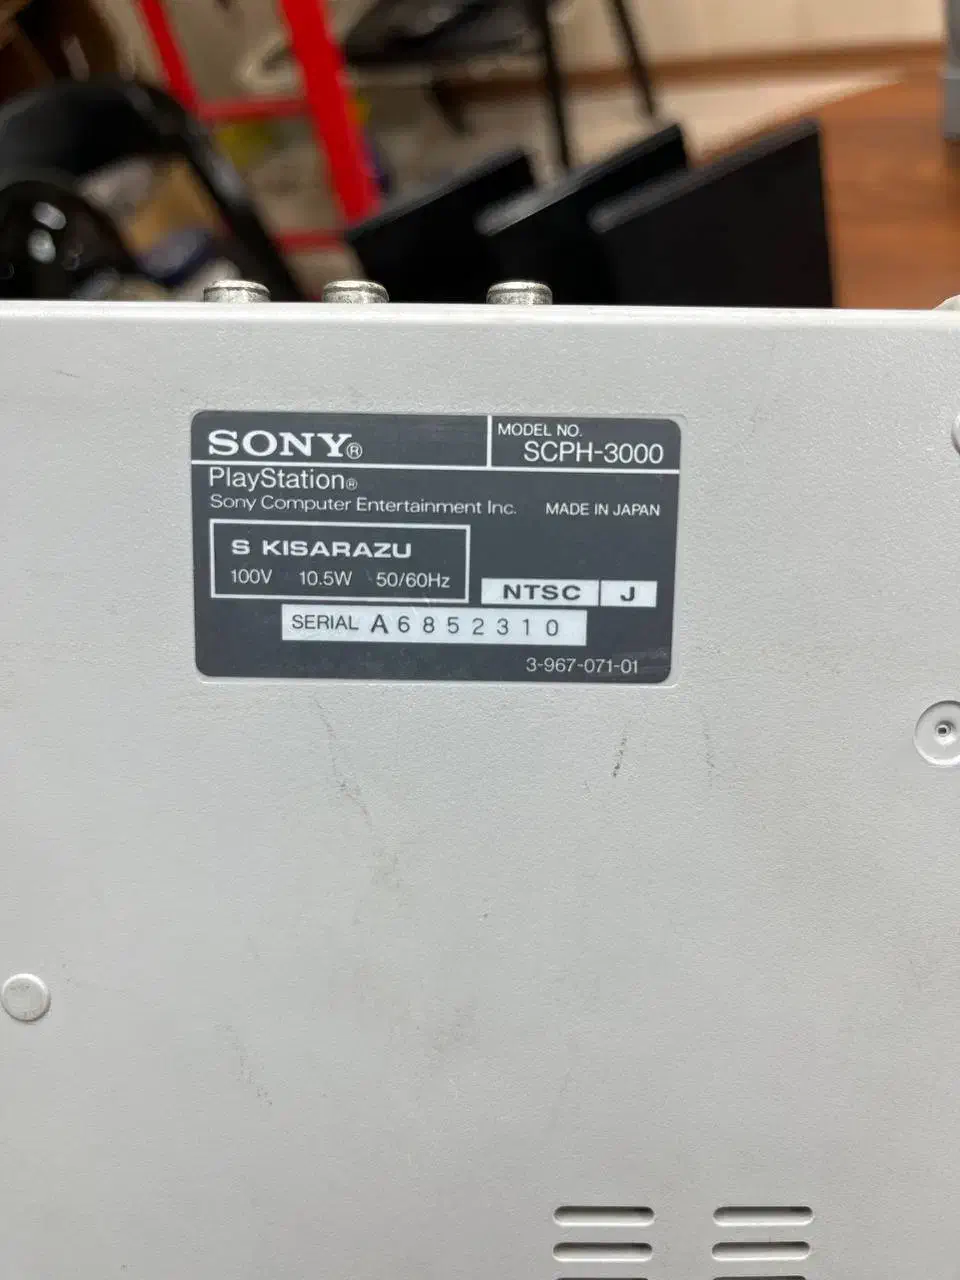 SONY®
MODEL NO.
SCPH-3000
PlayStation®
Sony Computer Entertainment Inc. MADE IN JAPAN
S KISARAZU
100V 10.5W 50/60Hz
NTSC J
SERIAL A6852310
3-967-071-01